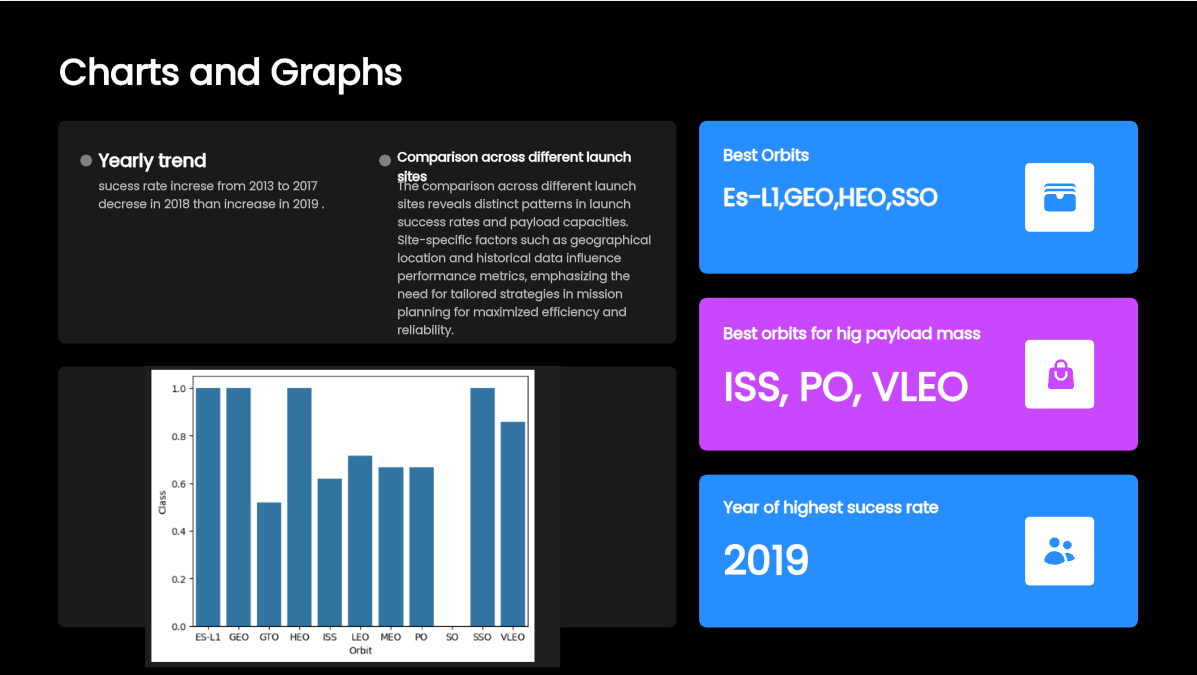 Charts and Graphs
Yearly trend
sucess rate increse from 2013 to 2017
decrese in 2018 than increase in 2019 .
Comparison across different launch
sites
The comparison across different launch
sites reveals distinct patterns in launch
success rates and payload capacities.
Site-specific factors such as geographical
location and historical data influence
performance metrics, emphasizing the
need for tailored strategies in mission
planning for maximized efficiency and
reliability.
Best Orbits
Es-L1,GEO,HEO,SSO
Best orbits for hig payload mass
ISS, PO, VLEO
Year of highest sucess rate
2019
1.0
0.8
0.6
0.4
0.2
0.0
Class
ES-L1 GEO GTO HEO ISS LEO MEO PO SO SSO VLEO
Orbit